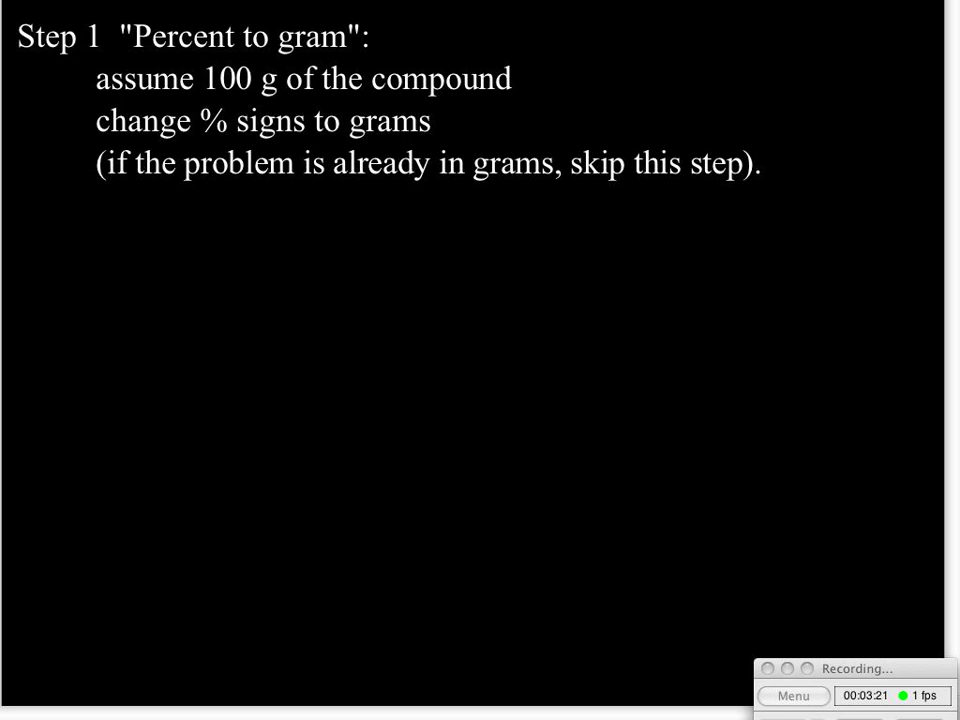 Step 1 "Percent to gram":
assume 100 g of the compound
change % signs to grams
(if the problem is already in grams, skip this step).
Recording...
Menu
00:03:21
1 fps